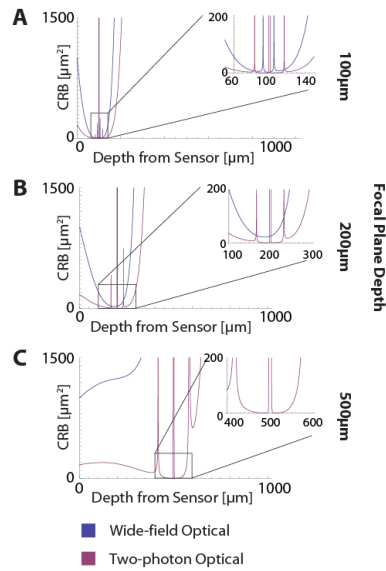 A
1500
CRB [µm²]
0
0
1000
Depth from Sensor [µm]
200
0
60
100
140
100µm
B
1500
CRB [µm²]
0
0
1000
Depth from Sensor [µm]
200
0
100
200
300
200µm
Focal Plane Depth
C
1500
CRB [µm²]
0
0
1000
Depth from Sensor [µm]
200
0
400
500
600
500µm
Wide-field Optical
Two-photon Optical